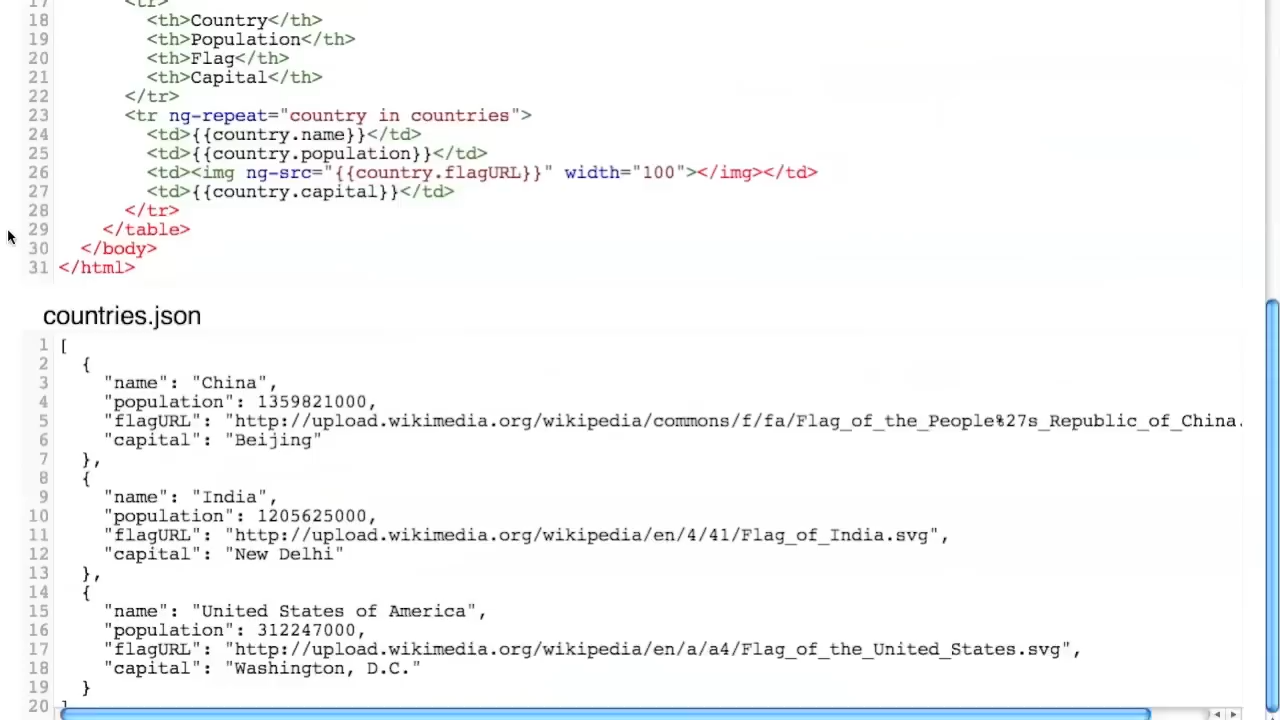 17 <tr>
18 <th>Country</th>
19 <th>Population</th>
20 <th>Flag</th>
21 <th>Capital</th>
22 </tr>
23 <tr ng-repeat="country in countries">
24 <td>{{country.name}}</td>
25 <td>{{country.population}}</td>
26 <td><img ng-src="{{country.flagURL}}" width="100"></img></td>
27 <td>{{country.capital}}</td>
28 </tr>
29 </table>
30 </body>
31 </html>
countries.json
1 [
2 {
3 "name": "China",
4 "population": 1359821000,
5 "flagURL": "http://upload.wikimedia.org/wikipedia/commons/f/fa/Flag_of_the_People%27s_Republic_of_China.
6 "capital": "Beijing"
7 },
8 {
9 "name": "India",
10 "population": 1205625000,
11 "flagURL": "http://upload.wikimedia.org/wikipedia/en/4/41/Flag_of_India.svg",
12 "capital": "New Delhi"
13 },
14 {
15 "name": "United States of America",
16 "population": 312247000,
17 "flagURL": "http://upload.wikimedia.org/wikipedia/en/a/a4/Flag_of_the_United_States.svg",
18 "capital": "Washington, D.C."
19 }
20 ]